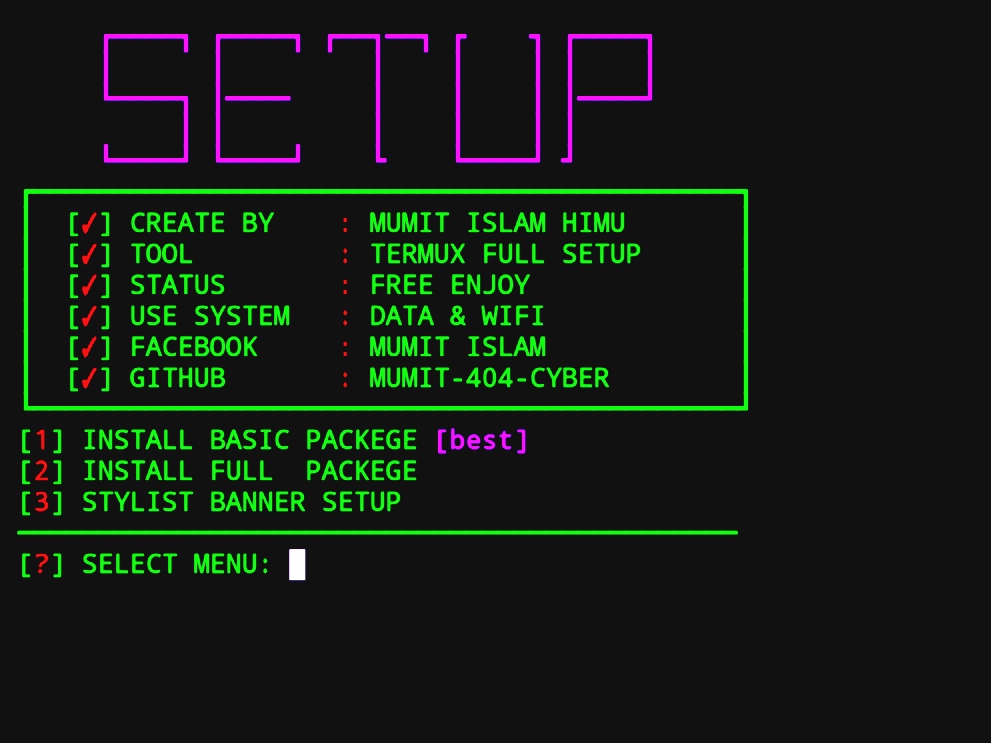 SETUP
[✓] CREATE BY : MUMIT ISLAM HIMU
[✓] TOOL : TERMUX FULL SETUP
[✓] STATUS : FREE ENJOY
[✓] USE SYSTEM : DATA & WIFI
[✓] FACEBOOK : MUMIT ISLAM
[✓] GITHUB : MUMIT-404-CYBER
[1] INSTALL BASIC PACKEGE [best]
[2] INSTALL FULL  PACKEGE
[3] STYLIST BANNER SETUP
[?] SELECT MENU: